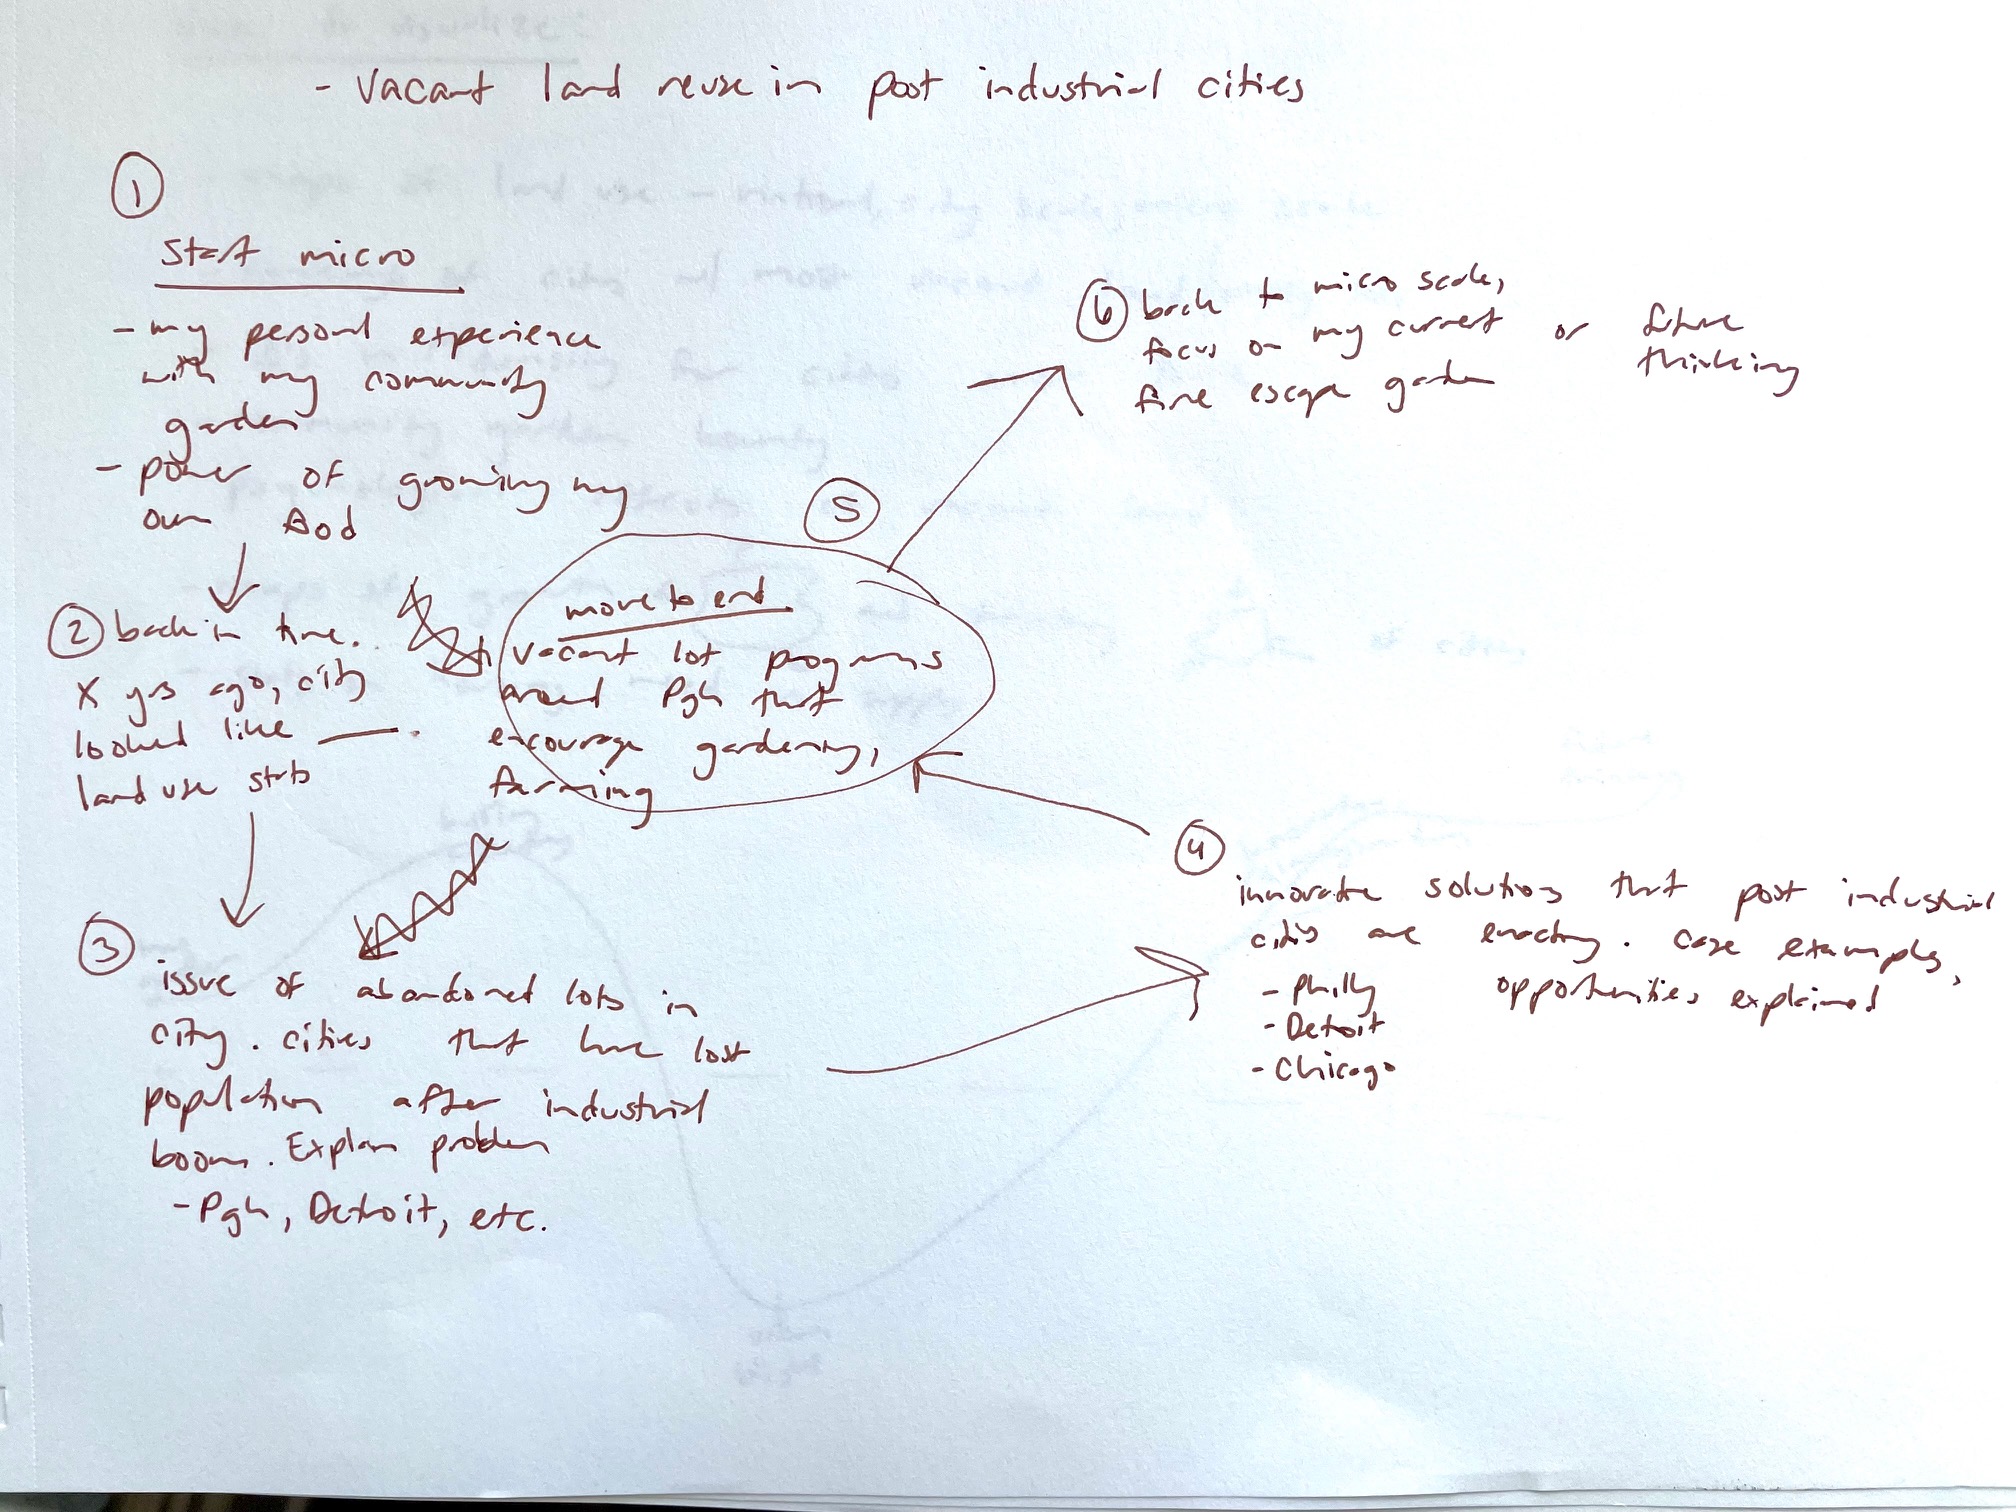 - Vacant land reuse in post industrial cities
1
Start micro
- my personal experience
with my community
garden
- power of growing my
own food
2 back in time.
X yrs ago, city
looked like ___.
land use stats
3
issue of abandoned lots in
city. cities that have lost
population after industrial
boom. Explain problem
- Pgh, Detroit, etc.
4
innovative solutions that post industrial
cities are enacting. case examples,
opportunities explained
- Philly
- Detroit
- Chicago
5
move to end
vacant lot programs
around Pgh that
encourage gardening,
farming
6 back to micro scale,
focus on my current
fire escape garden
or future
thinking